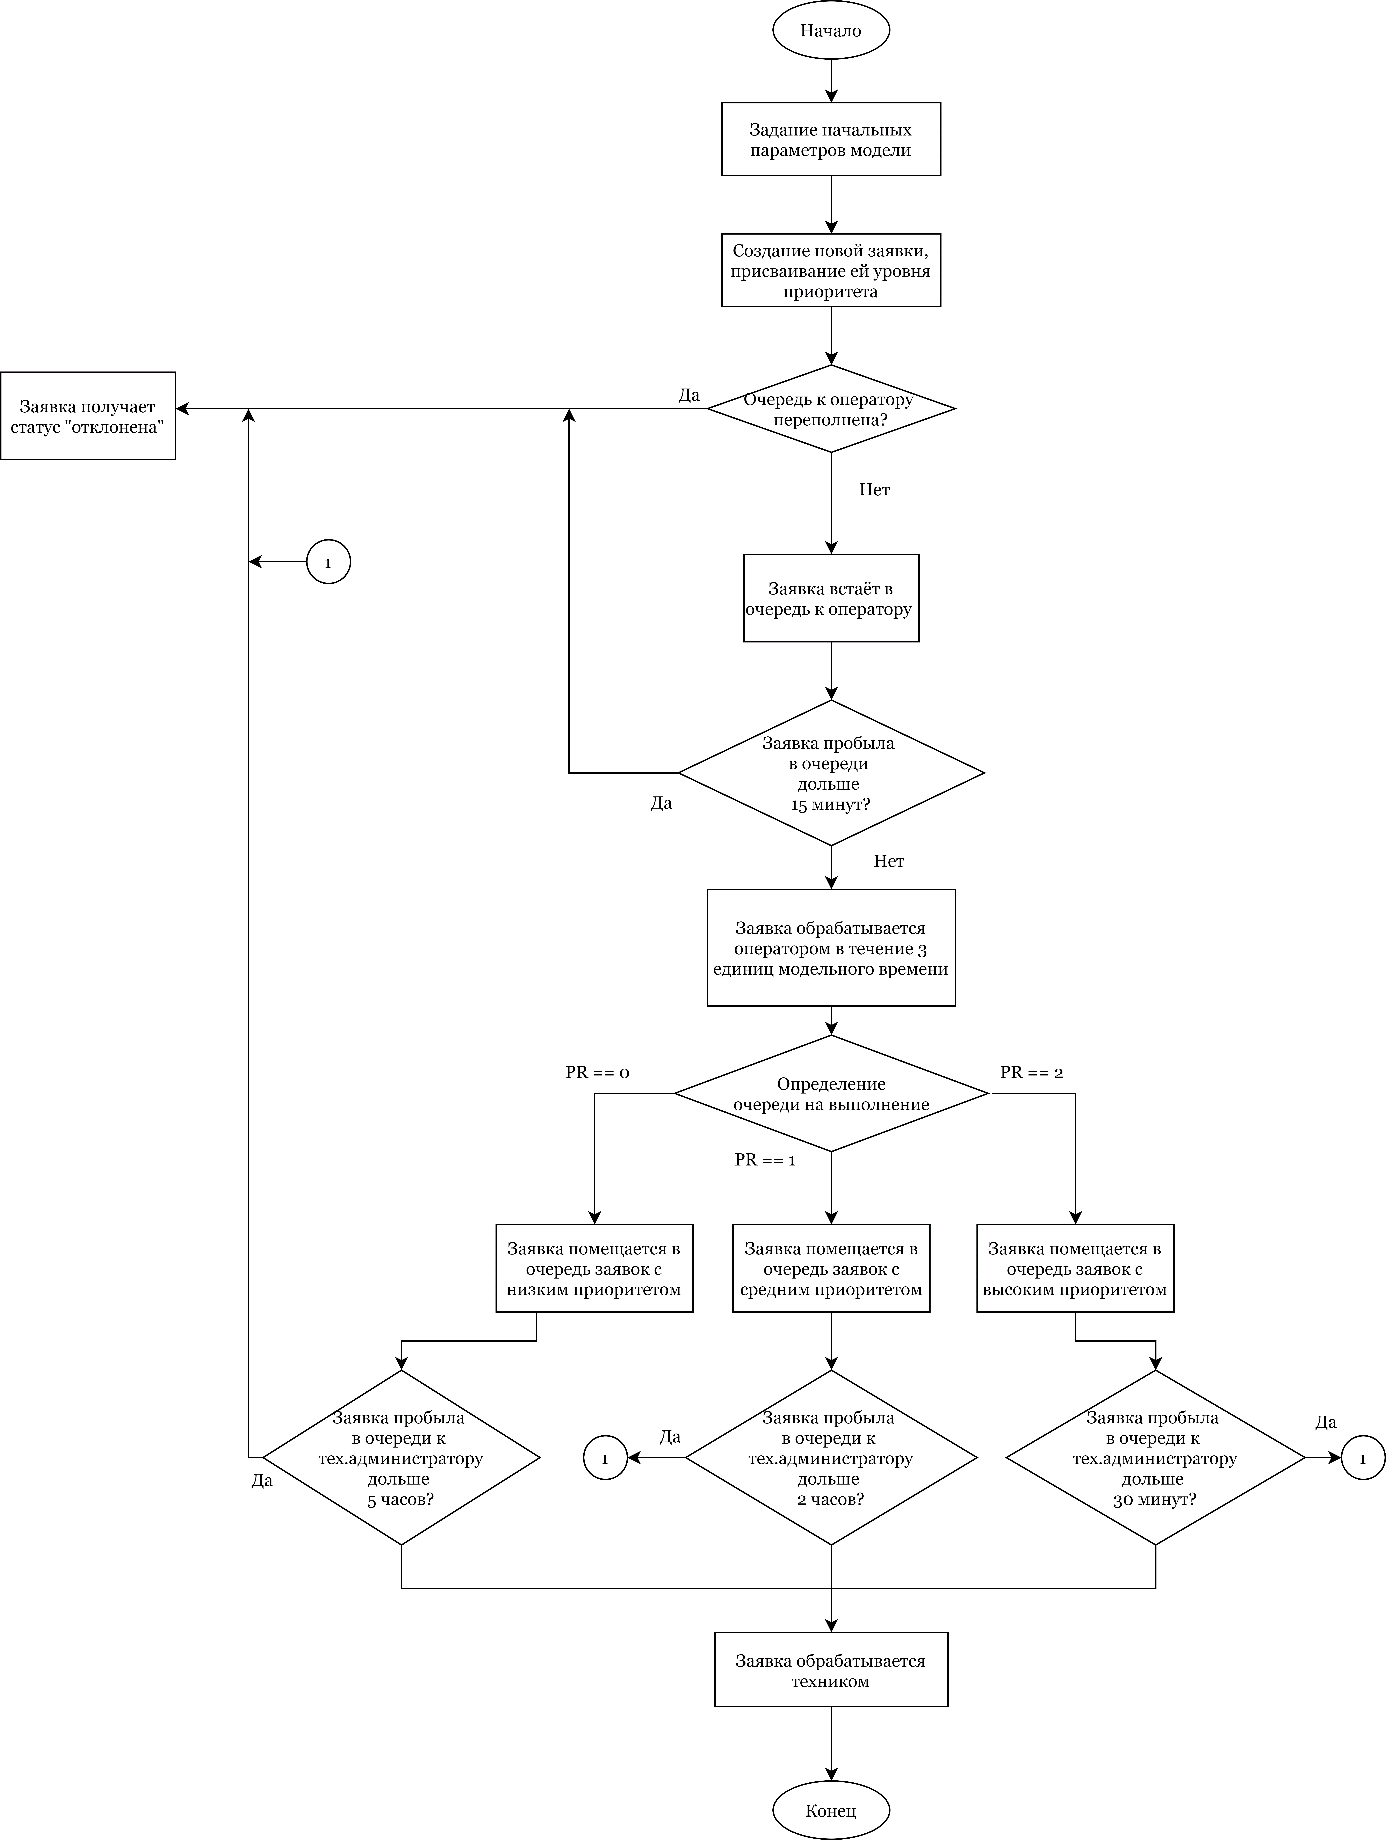 Начало
Задание начальных
параметров модели
Создание новой заявки,
присваивание ей уровня
приоритета
Да
Очередь к оператору
переполнена?
Заявка получает
статус "отклонена"
Нет
1
Заявка встаёт в
очередь к оператору
Заявка пробыла
в очереди
дольше
15 минут?
Да
Нет
Заявка обрабатывается
оператором в течение 3
единиц модельного времени
PR == 0
Определение
очереди на выполнение
PR == 2
PR == 1
Заявка помещается в
очередь заявок с
низким приоритетом
Заявка помещается в
очередь заявок с
средним приоритетом
Заявка помещается в
очередь заявок с
высоким приоритетом
Заявка пробыла
в очереди к
тех.администратору
дольше
5 часов?
Да
1
Да
Заявка пробыла
в очереди к
тех.администратору
дольше
2 часов?
Заявка пробыла
в очереди к
тех.администратору
дольше
30 минут?
Да
1
Заявка обрабатывается
техником
Конец